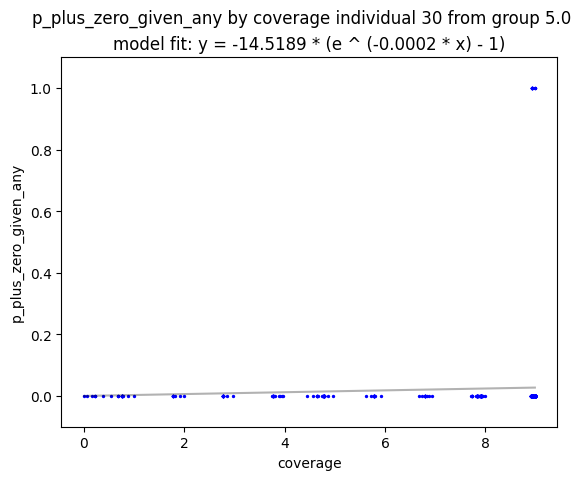 p_plus_zero_given_any by coverage individual 30 from group 5.0
model fit: y = -14.5189 * (e ^ (-0.0002 * x) - 1)
1.0
0.8
0.6
0.4
0.2
0.0
p_plus_zero_given_any
0 2 4 6 8
coverage